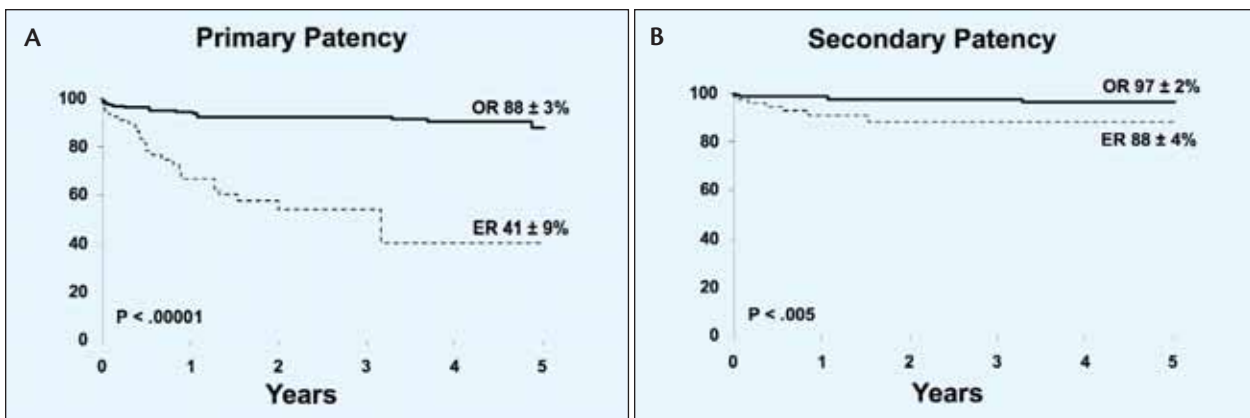 A
Primary Patency
100
80
60
40
20
0
OR 88 ± 3%
ER 41 ± 9%
P < .00001
0 1 2 3 4 5
Years
B
Secondary Patency
100
80
60
40
20
0
OR 97 ± 2%
ER 88 ± 4%
P < .005
0 1 2 3 4 5
Years